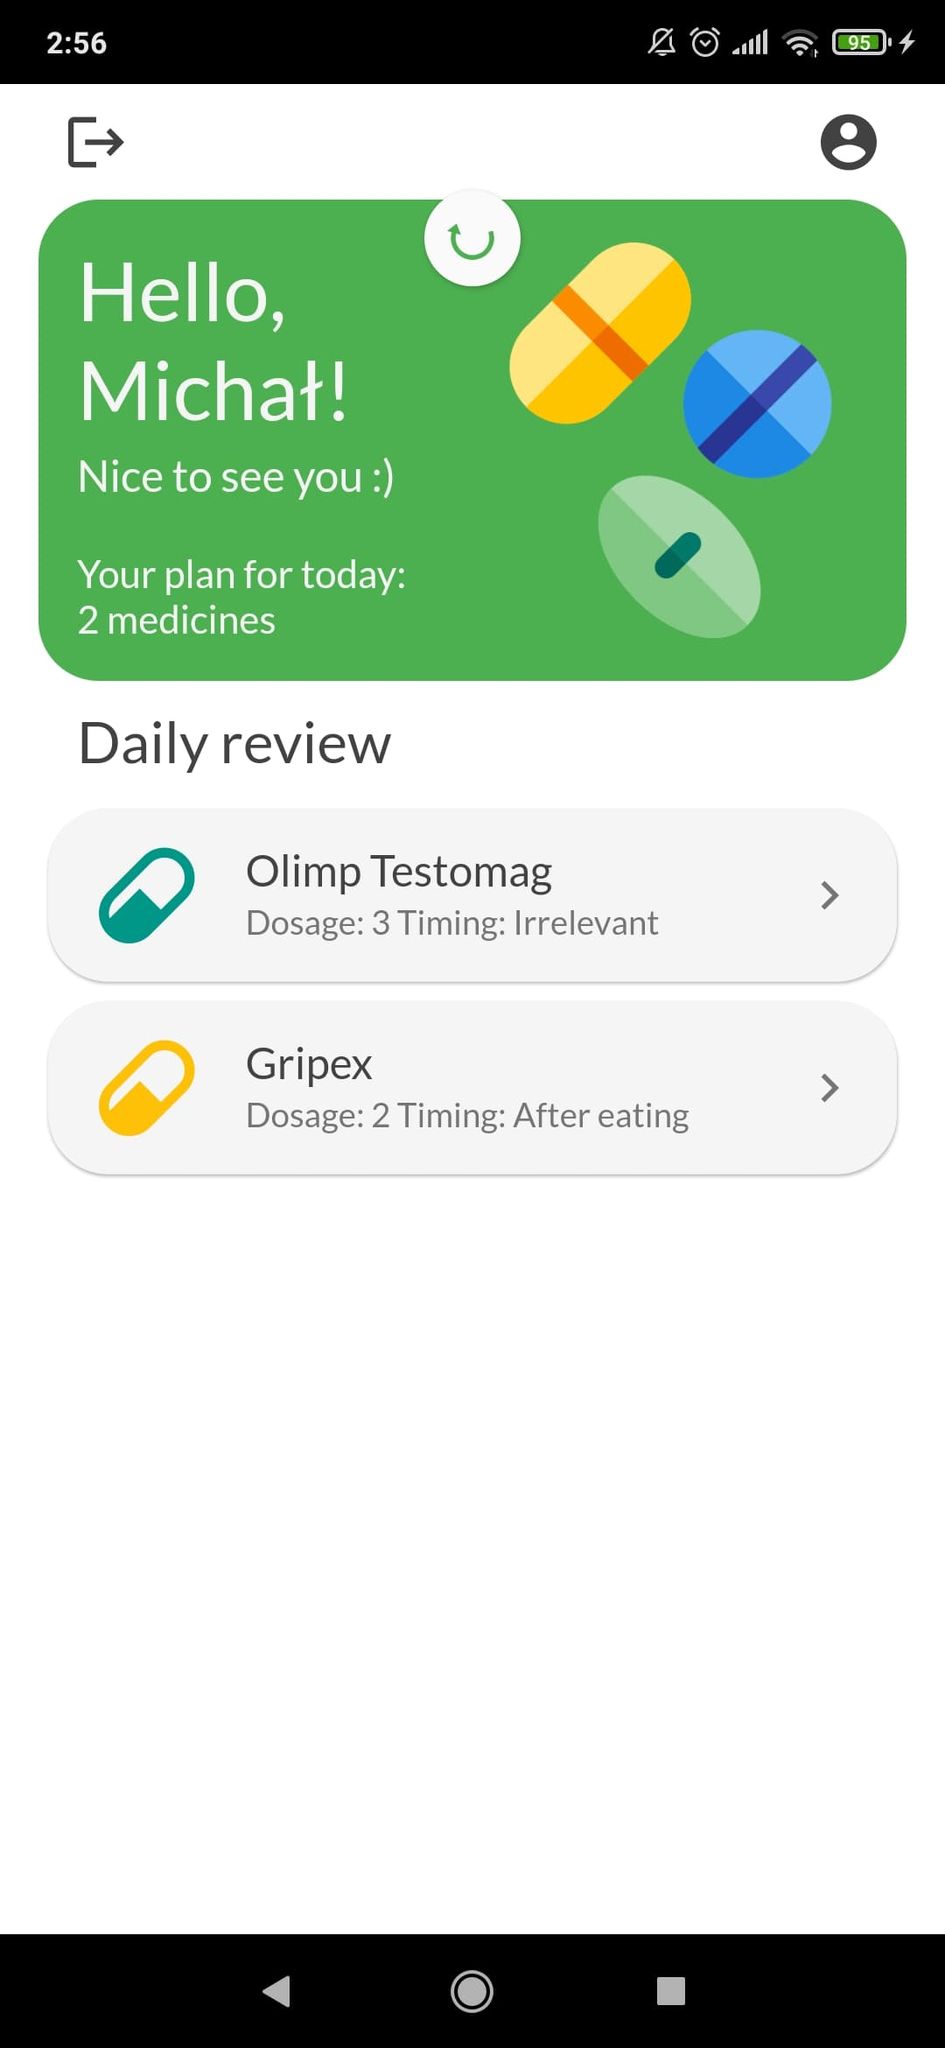 2:56
95
Hello,
Michał!
Nice to see you :)
Your plan for today:
2 medicines
Daily review
Olimp Testomag
Dosage: 3 Timing: Irrelevant
Gripex
Dosage: 2 Timing: After eating